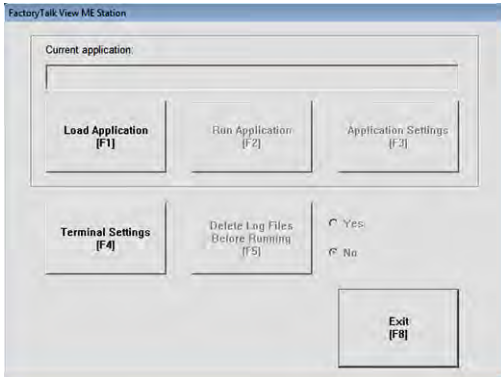 FactoryTalk View ME Station
Current application:
Load Application
[F1]
Run Application
[F2]
Application Settings
[F3]
Terminal Settings
[F4]
Delete Log Files
Before Running
[F5]
Yes
No
Exit
[F8]